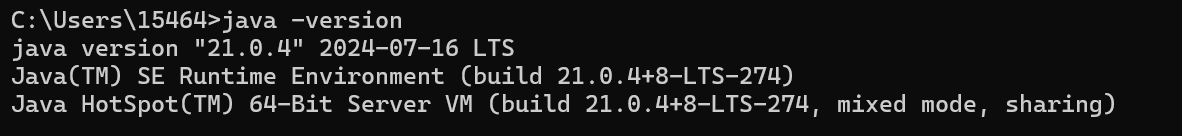 C:\Users\15464>java -version
java version "21.0.4" 2024-07-16 LTS
Java(TM) SE Runtime Environment (build 21.0.4+8-LTS-274)
Java HotSpot(TM) 64-Bit Server VM (build 21.0.4+8-LTS-274, mixed mode, sharing)